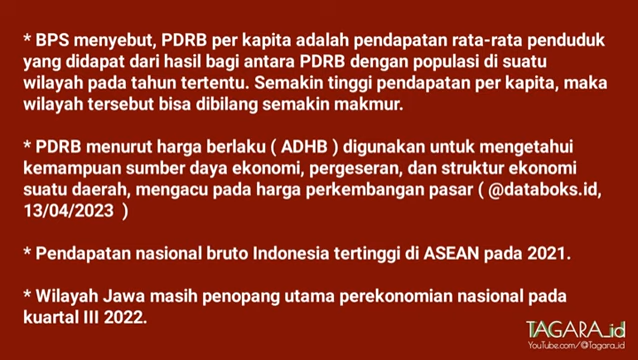 * BPS menyebut, PDRB per kapita adalah pendapatan rata-rata penduduk
yang didapat dari hasil bagi antara PDRB dengan populasi di suatu
wilayah pada tahun tertentu. Semakin tinggi pendapatan per kapita, maka
wilayah tersebut bisa dibilang semakin makmur.
* PDRB menurut harga berlaku ( ADHB ) digunakan untuk mengetahui
kemampuan sumber daya ekonomi, pergeseran, dan struktur ekonomi
suatu daerah, mengacu pada harga perkembangan pasar ( @databoks.id,
13/04/2023  )
* Pendapatan nasional bruto Indonesia tertinggi di ASEAN pada 2021.
* Wilayah Jawa masih penopang utama perekonomian nasional pada
kuartal III 2022.
TAGARA_id
YouTube.com/@Tagara_id